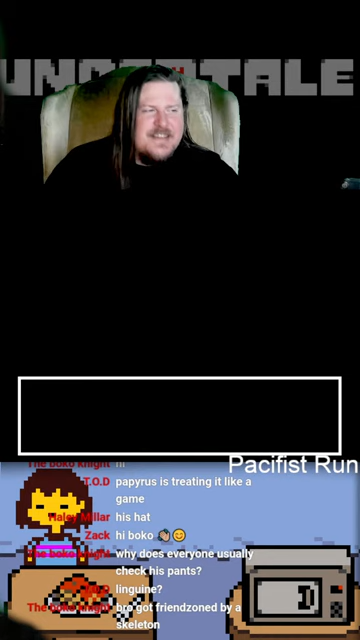 UNDERTALE
Pacifist Run
The boko knight hi
T.O.D papyrus is treating it like a
game
Haley Millar his hat
Zack hi boko 👋🏽😊
The boko knight why does everyone usually
check his pants?
T.O.D linguine?
The boko knight bro got friendzoned by a
skeleton